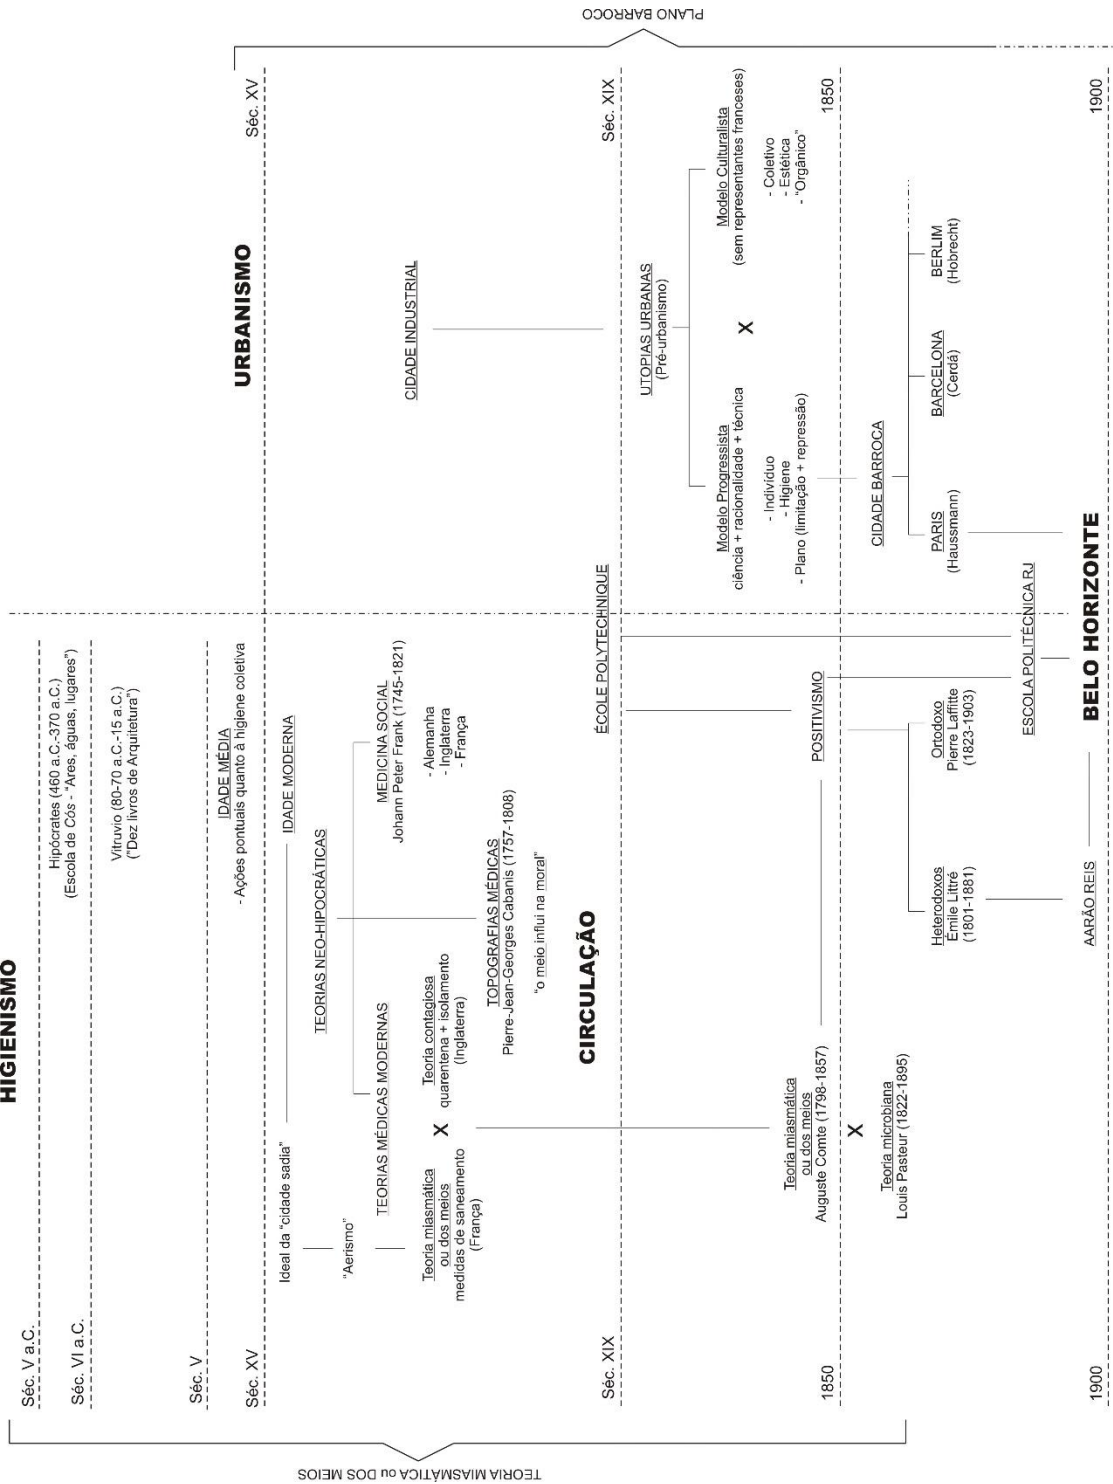 HIGIENISMO
TEORIA MIASMÁTICA ou DOS MEIOS
Séc. V a.C.
Séc. VI a.C.
Séc. V
Séc. XV
Séc. XIX
1850
1900
Hipócrates (460 a.C.-370 a.C.)
(Escola de Cós - "Ares, águas, lugares")
Vitruvio (80-70 a.C.-15 a.C.)
("Dez livros de Arquitetura")
IDADE MÉDIA
- Ações pontuais quanto à higiene coletiva
Ideal da "cidade sadia"
IDADE MODERNA
"Aerismo"
TEORIAS NEO-HIPOCRÁTICAS
TEORIAS MÉDICAS MODERNAS
MEDICINA SOCIAL
Johann Peter Frank (1745-1821)
- Alemanha
- Inglaterra
- França
Teoria miasmática
ou dos meios
medidas de saneamento
(França)
X
Teoria contagiosa
quarentena + isolamento
(Inglaterra)
TOPOGRAFIAS MÉDICAS
Pierre-Jean-Georges Cabanis (1757-1808)
"o meio influi na moral"
CIRCULAÇÃO
ÉCOLE POLYTECHNIQUE
Teoria miasmática
ou dos meios
Auguste Comte (1798-1857)
X
Teoria microbiana
Louis Pasteur (1822-1895)
POSITIVISMO
Heterodoxos
Émile Littré
(1801-1881)
Ortodoxo
Pierre Laffitte
(1823-1903)
ESCOLA POLITÉCNICA RJ
AARÃO REIS
BELO HORIZONTE
URBANISMO
PLANO BARROCO
Séc. XV
CIDADE INDUSTRIAL
Séc. XIX
UTOPIAS URBANAS
(Pré-urbanismo)
Modelo Progressista
ciência + racionalidade + técnica
- Indivíduo
- Higiene
- Plano (limitação + repressão)
X
Modelo Culturalista
(sem representantes franceses)
- Coletivo
- Estética
- "Orgânico"
1850
CIDADE BARROCA
PARIS
(Haussmann)
BARCELONA
(Cerdá)
BERLIM
(Hobrecht)
1900